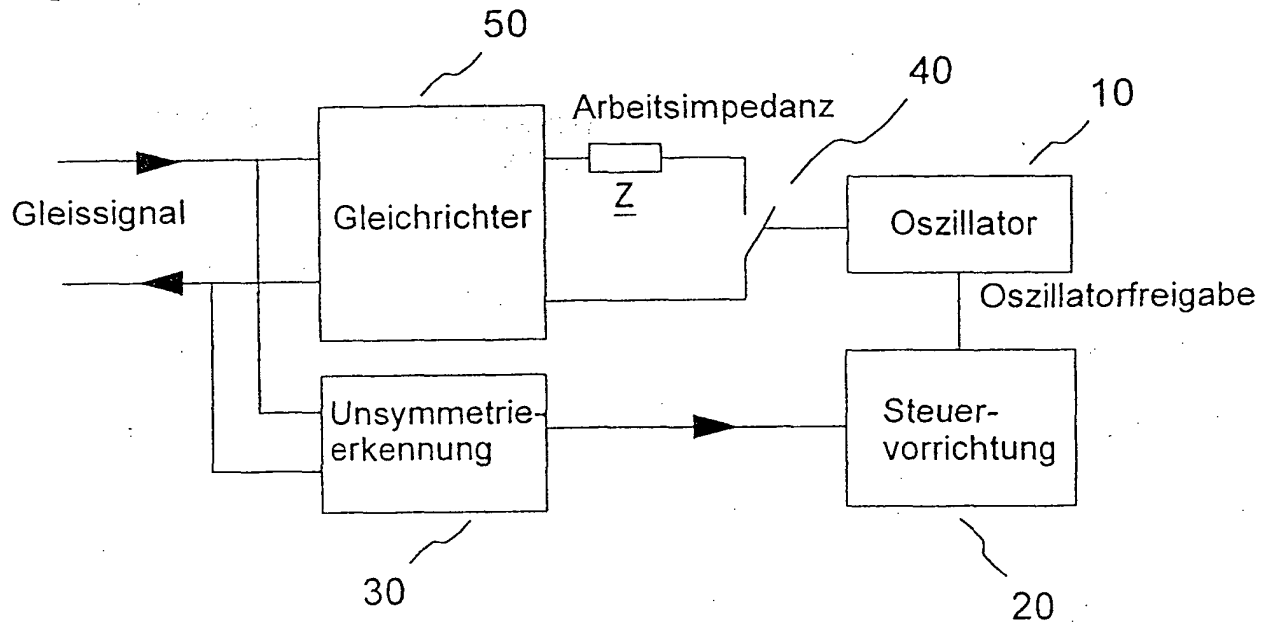 50
Arbeitsimpedanz
40
10
Gleissignal
Gleichrichter
Z
Oszillator
Oszillatorfreigabe
Unsymmetrie-
erkennung
Steuer-
vorrichtung
30
20